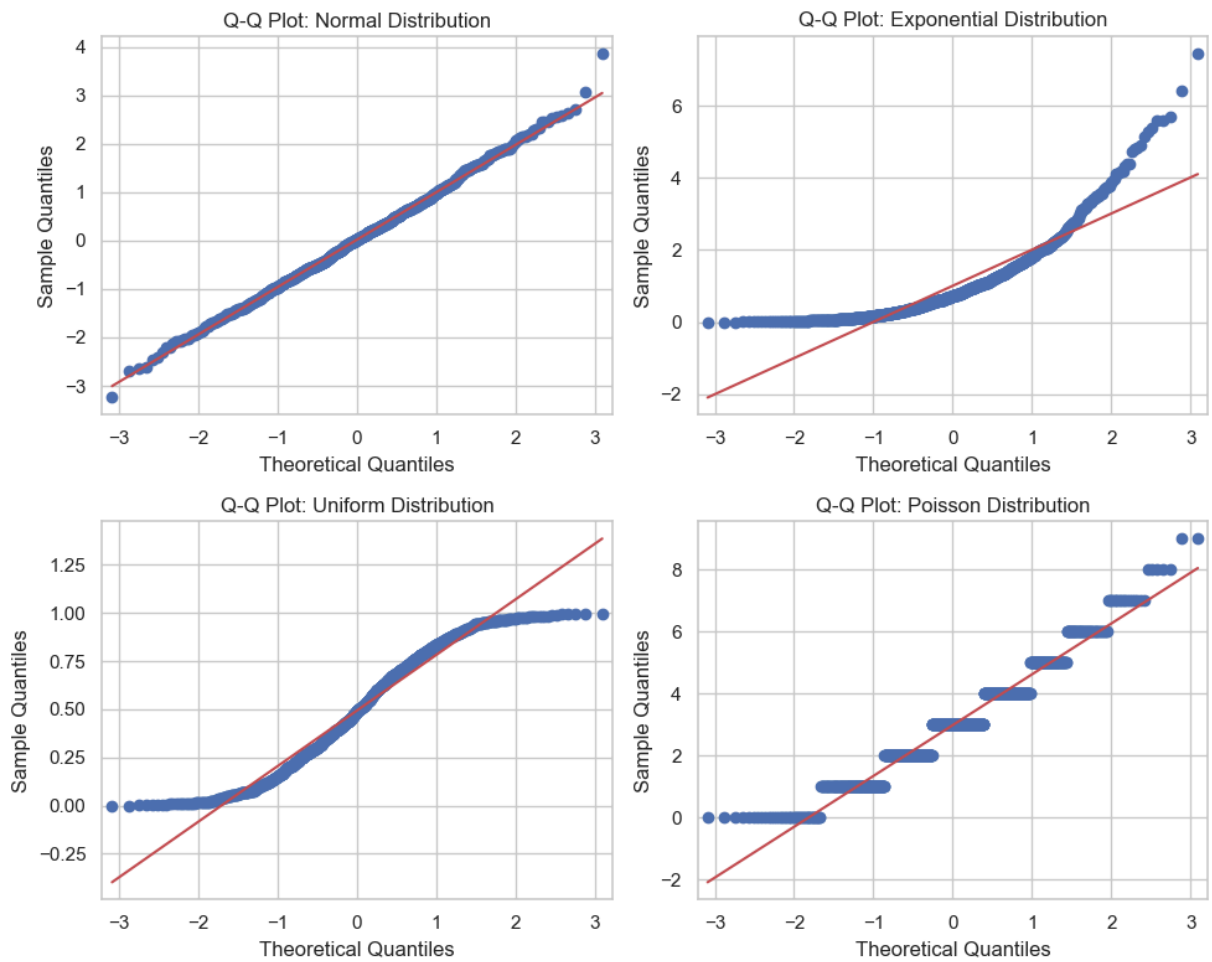 Q-Q Plot: Normal Distribution
4
3
2
1
0
−1
−2
−3
Sample Quantiles
−3 −2 −1 0 1 2 3
Theoretical Quantiles
Q-Q Plot: Exponential Distribution
6
4
2
0
−2
Sample Quantiles
−3 −2 −1 0 1 2 3
Theoretical Quantiles
Q-Q Plot: Uniform Distribution
1.25
1.00
0.75
0.50
0.25
0.00
−0.25
Sample Quantiles
−3 −2 −1 0 1 2 3
Theoretical Quantiles
Q-Q Plot: Poisson Distribution
8
6
4
2
0
−2
Sample Quantiles
−3 −2 −1 0 1 2 3
Theoretical Quantiles